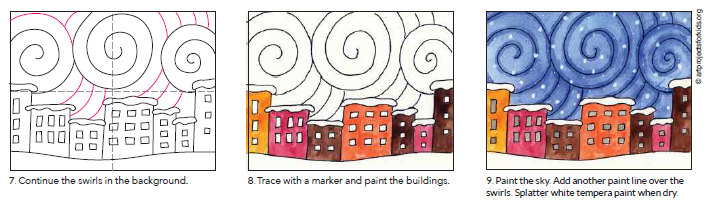 7. Continue the swirls in the background.
8. Trace with a marker and paint the buildings.
9. Paint the sky. Add another paint line over the
swirls. Splatter white tempera paint when dry.
© artprojectsforkids.org